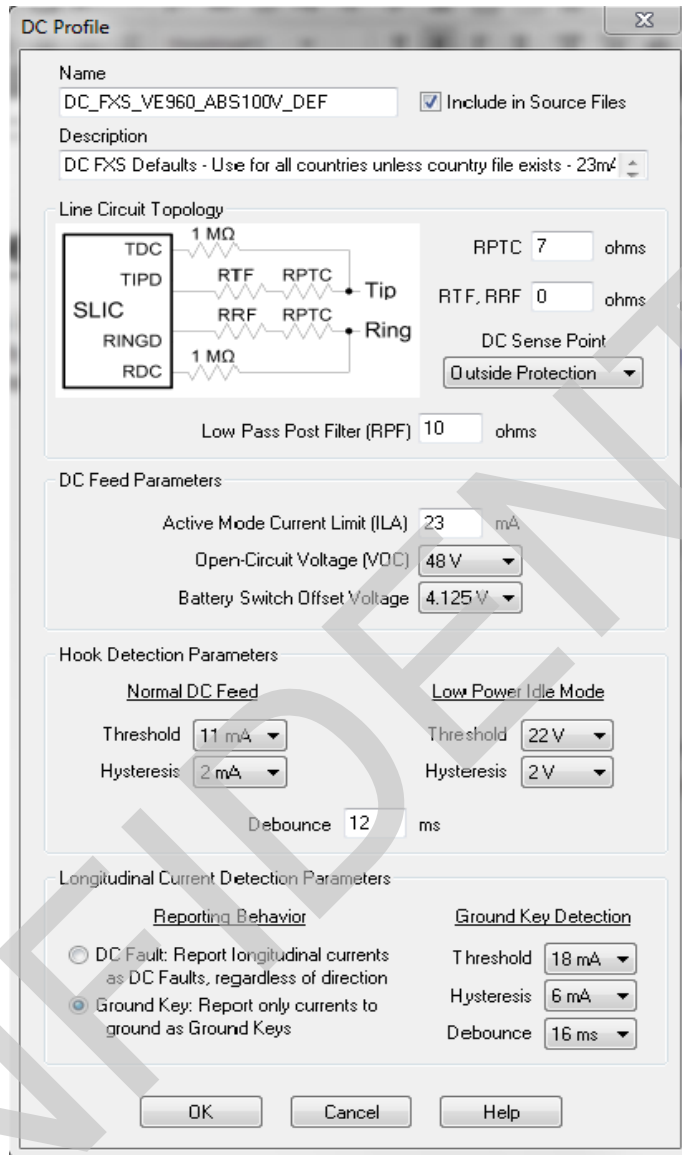 DC Profile
Name
DC_FXS_VE960_ABS100V_DEF
Include in Source Files
Description
DC FXS Defaults - Use for all countries unless country file exists - 23mA
Line Circuit Topology
TDC
1 MΩ
TIPD
RTF
RPTC
Tip
SLIC
RRF
RPTC
Ring
RINGD
1 MΩ
RDC
RPTC 7 ohms
RTF, RRF 0 ohms
DC Sense Point
Outside Protection
Low Pass Post Filter (RPF) 10 ohms
DC Feed Parameters
Active Mode Current Limit (ILA) 23 mA
Open-Circuit Voltage (VOC) 48 V
Battery Switch Offset Voltage 4.125 V
Hook Detection Parameters
Normal DC Feed
Threshold 11 mA
Hysteresis 2 mA
Low Power Idle Mode
Threshold 22 V
Hysteresis 2 V
Debounce 12 ms
Longitudinal Current Detection Parameters
Reporting Behavior
DC Fault: Report longitudinal currents
as DC Faults, regardless of direction
Ground Key: Report only currents to
ground as Ground Keys
Ground Key Detection
Threshold 18 mA
Hysteresis 6 mA
Debounce 16 ms
OK Cancel Help
NFIDENT